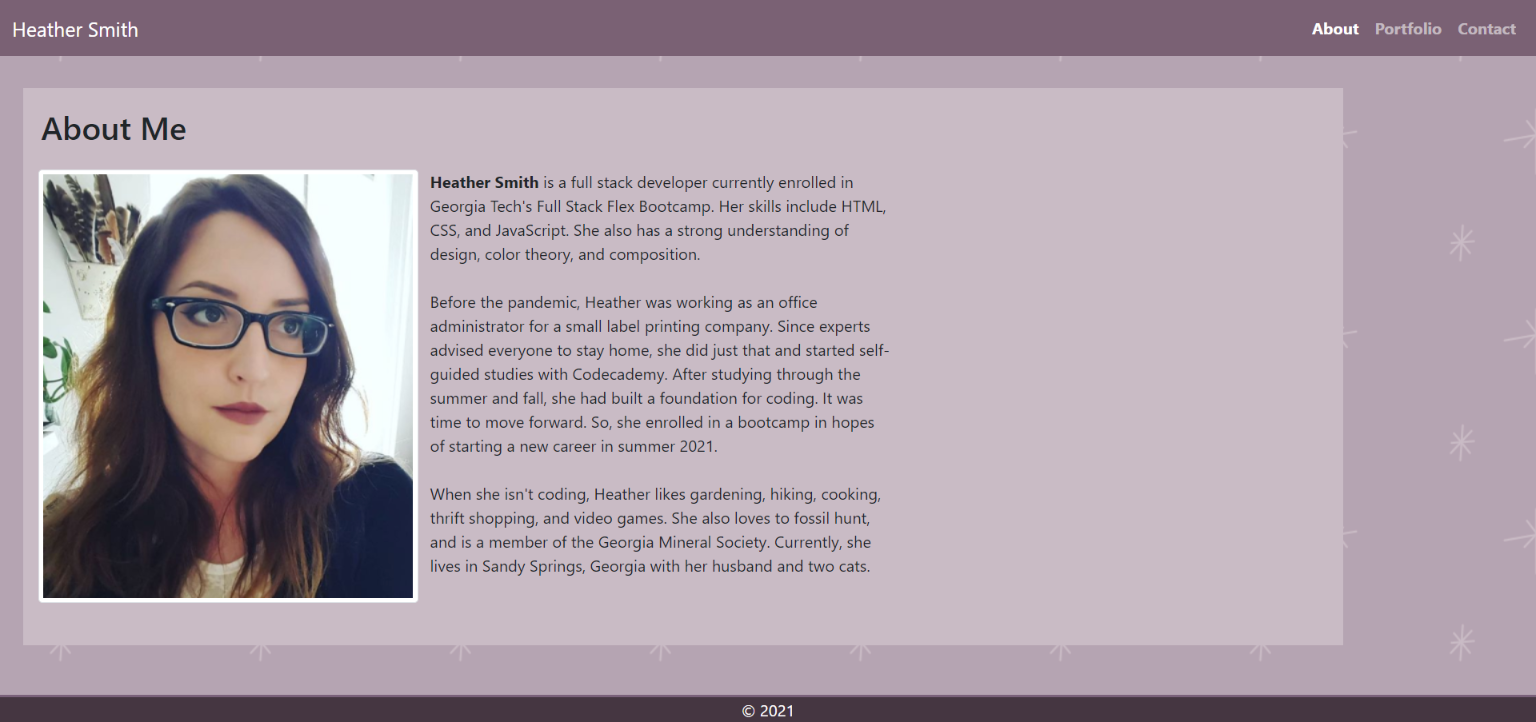 Heather Smith
About Portfolio Contact
About Me
Heather Smith is a full stack developer currently enrolled in
Georgia Tech's Full Stack Flex Bootcamp. Her skills include HTML,
CSS, and JavaScript. She also has a strong understanding of
design, color theory, and composition.
Before the pandemic, Heather was working as an office
administrator for a small label printing company. Since experts
advised everyone to stay home, she did just that and started self-
guided studies with Codecademy. After studying through the
summer and fall, she had built a foundation for coding. It was
time to move forward. So, she enrolled in a bootcamp in hopes
of starting a new career in summer 2021.
When she isn't coding, Heather likes gardening, hiking, cooking,
thrift shopping, and video games. She also loves to fossil hunt,
and is a member of the Georgia Mineral Society. Currently, she
lives in Sandy Springs, Georgia with her husband and two cats.
© 2021